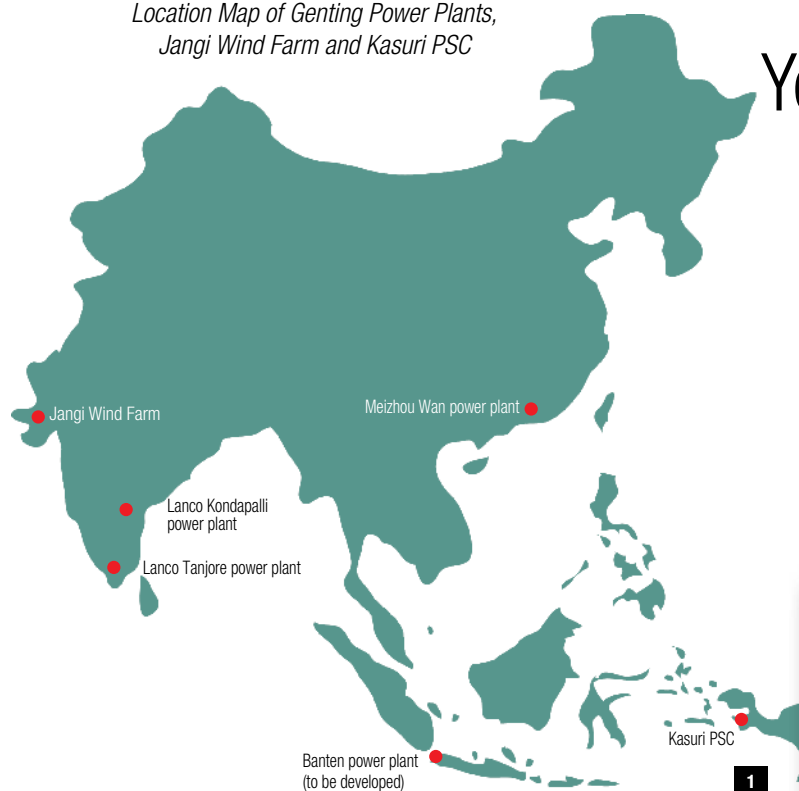 Location Map of Genting Power Plants,
Jangi Wind Farm and Kasuri PSC
Jangi Wind Farm
Meizhou Wan power plant
Lanco Kondapalli
power plant
Lanco Tanjore power plant
Kasuri PSC
Banten power plant
(to be developed)
1